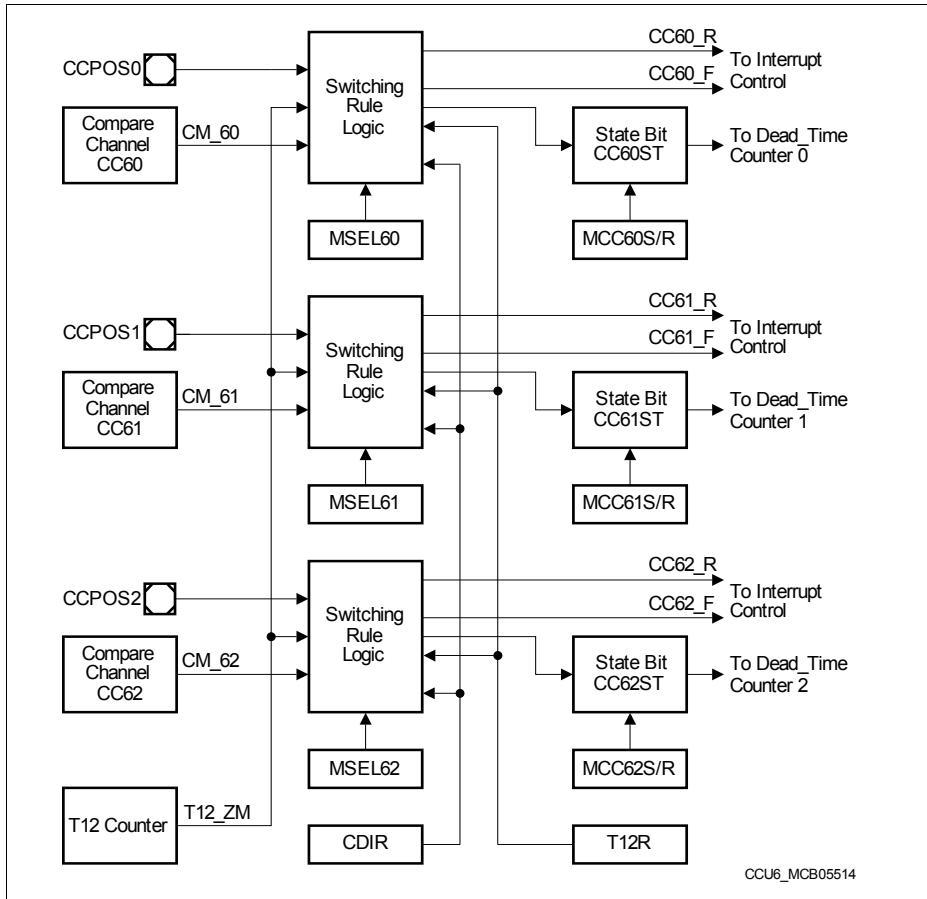 CCPOS0
Compare
Channel
CC60
CM_60
Switching
Rule
Logic
MSEL60
CC60_R
CC60_F
To Interrupt
Control
State Bit
CC60ST
To Dead_Time
Counter 0
MCC60S/R
CCPOS1
Compare
Channel
CC61
CM_61
Switching
Rule
Logic
MSEL61
CC61_R
CC61_F
To Interrupt
Control
State Bit
CC61ST
To Dead_Time
Counter 1
MCC61S/R
CCPOS2
Compare
Channel
CC62
CM_62
Switching
Rule
Logic
MSEL62
CC62_R
CC62_F
To Interrupt
Control
State Bit
CC62ST
To Dead_Time
Counter 2
MCC62S/R
T12 Counter
T12_ZM
CDIR
T12R
CCU6_MCB05514